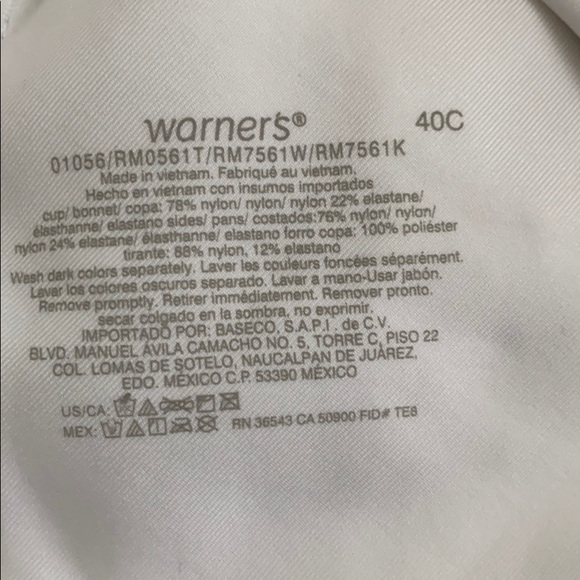 warner's®
40C
01056/RM0561T/RM7561W/RM7561K
Made in vietnam. Fabriqué au vietnam.
Hecho en vietnam con insumos importados
cup/ bonnet/ copa: 78% nylon/ nylon/ nylon 22% elastane/
élasthanne/ elastano sides/ pans/ costados:76% nylon/ nylon/
nylon 24% elastane/ élasthanne/ elastano forro copa: 100% poliéster
tirante: 88% nylon, 12% elastano
Wash dark colors separately. Laver les couleurs foncées séparément.
Lavar los colores oscuros separado. Lavar a mano-Usar jabón.
Remove promptly. Retirer immédiatement. Remover pronto.
secar colgado en la sombra, no exprimir.
IMPORTADO POR: BASECO, S.A.P.I . de C.V.
BLVD. MANUEL ÁVILA CAMACHO NO. 5, TORRE C, PISO 22
COL. LOMAS DE SOTELO, NAUCALPAN DE JUÁREZ,
EDO. MÉXICO C.P. 53390 MÉXICO
US/CA:
MEX: RN 36543 CA 50900 FID# TE8